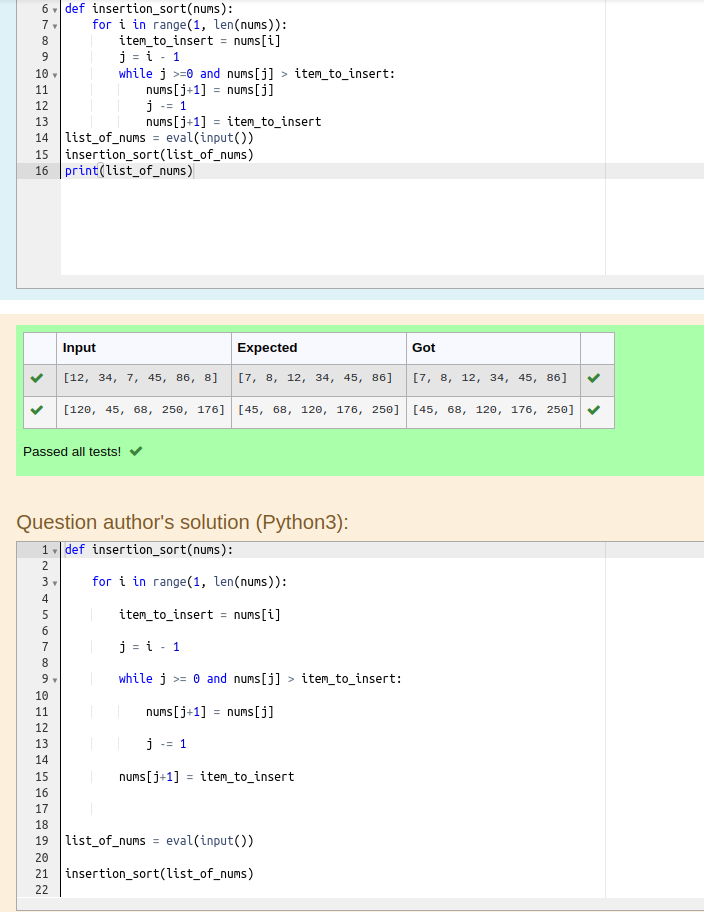 6 def insertion_sort(nums):
7 for i in range(1, len(nums)):
8 item_to_insert = nums[i]
9 j = i - 1
10 while j >=0 and nums[j] > item_to_insert:
11 nums[j+1] = nums[j]
12 j -= 1
13 nums[j+1] = item_to_insert
14 list_of_nums = eval(input())
15 insertion_sort(list_of_nums)
16 print(list_of_nums)
Input Expected Got
[12, 34, 7, 45, 86, 8] [7, 8, 12, 34, 45, 86] [7, 8, 12, 34, 45, 86]
[120, 45, 68, 250, 176] [45, 68, 120, 176, 250] [45, 68, 120, 176, 250]
Passed all tests!
Question author's solution (Python3):
1 def insertion_sort(nums):
2
3 for i in range(1, len(nums)):
4
5 item_to_insert = nums[i]
6
7 j = i - 1
8
9 while j >= 0 and nums[j] > item_to_insert:
10
11 nums[j+1] = nums[j]
12
13 j -= 1
14
15 nums[j+1] = item_to_insert
16
17
18
19 list_of_nums = eval(input())
20
21 insertion_sort(list_of_nums)
22